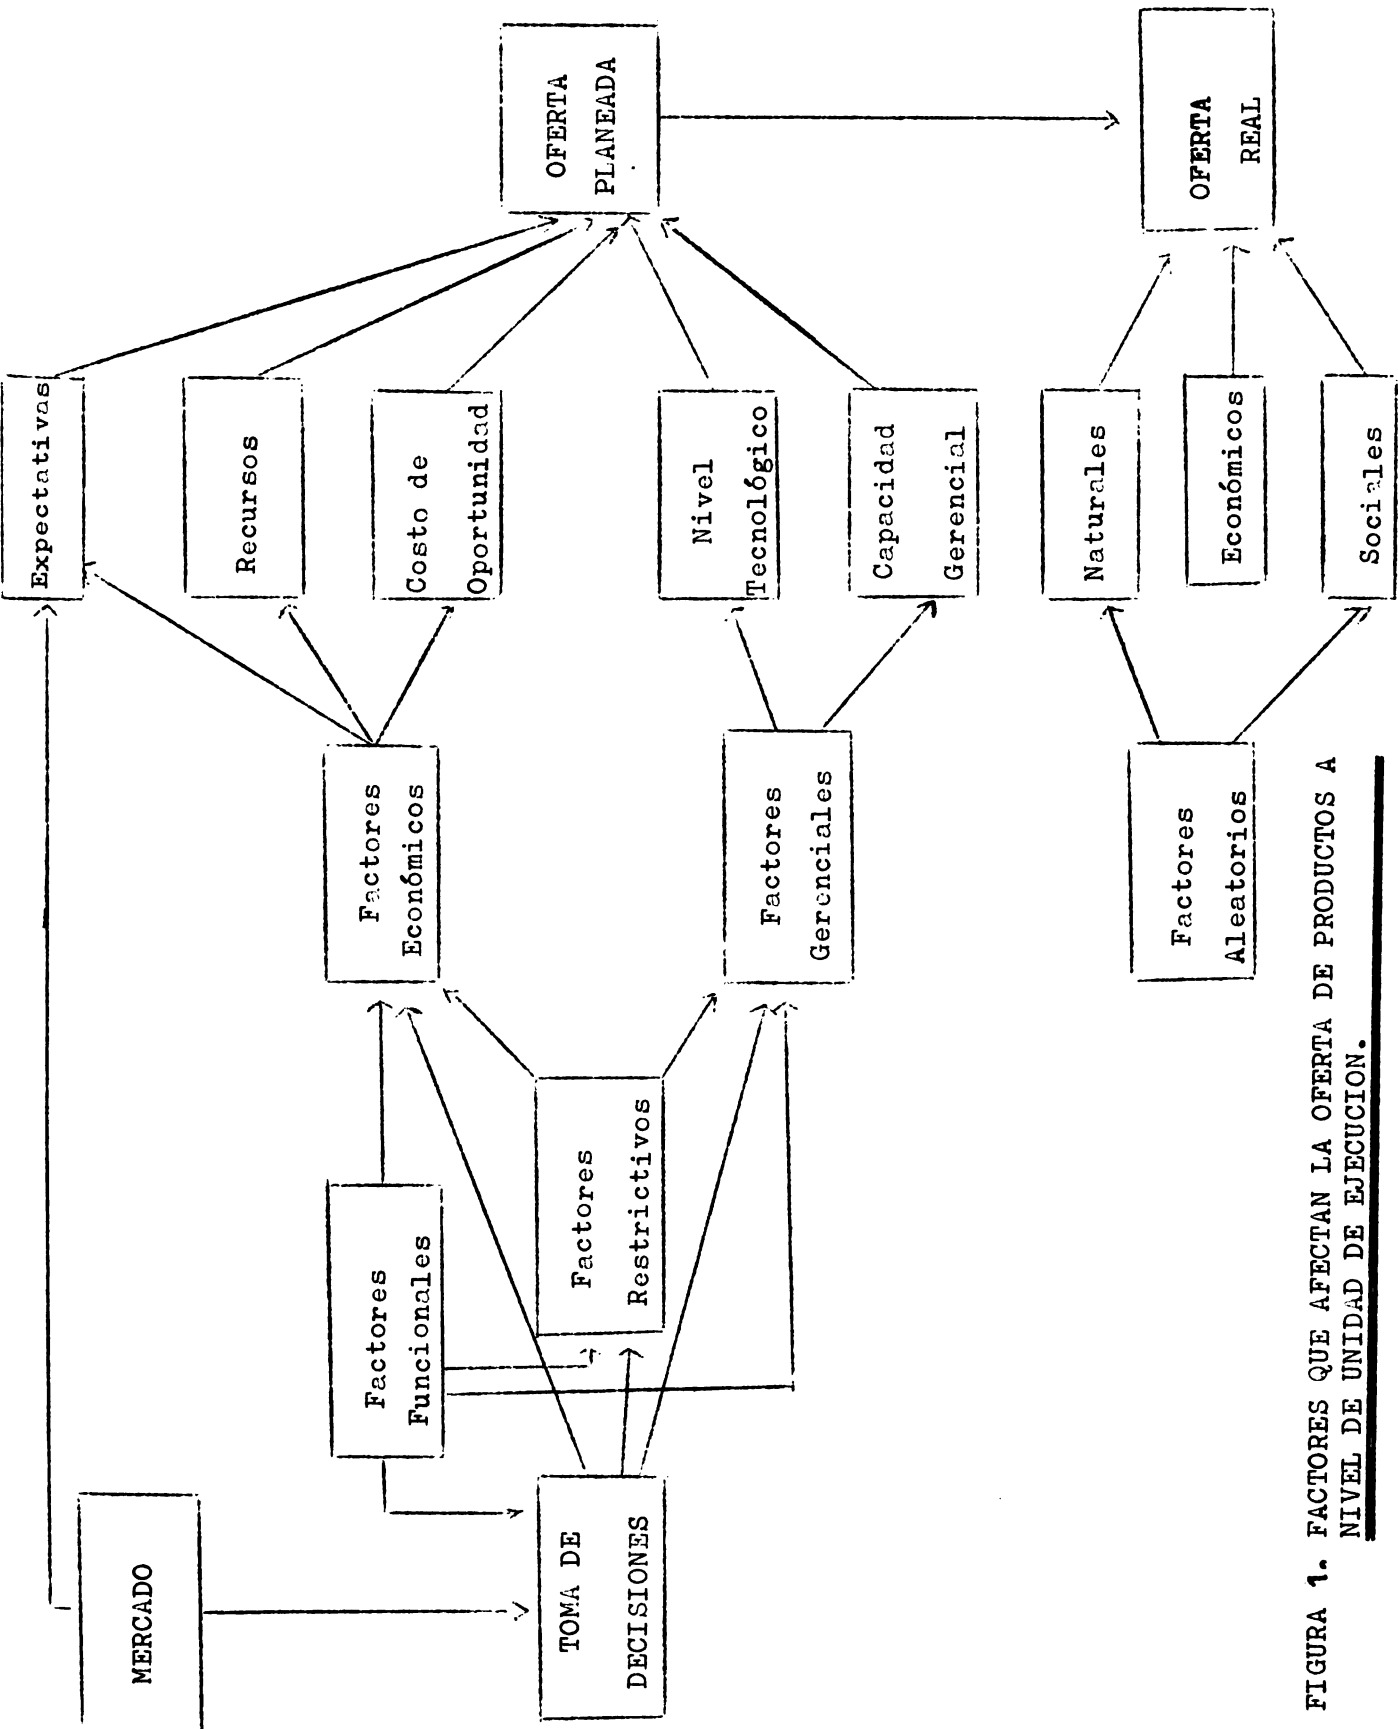 MERCADO
TOMA DE
DECISIONES
Factores
Funcionales
Factores
Restrictivos
Factores
Económicos
Factores
Gerenciales
Factores
Aleatorios
Expectativas
Recursos
Costo de
Oportunidad
Nivel
Tecnológico
Capacidad
Gerencial
Naturales
Económicos
Sociales
OFERTA
PLANEADA
OFERTA
REAL
FIGURA 1. FACTORES QUE AFECTAN LA OFERTA DE PRODUCTOS A
NIVEL DE UNIDAD DE EJECUCION.